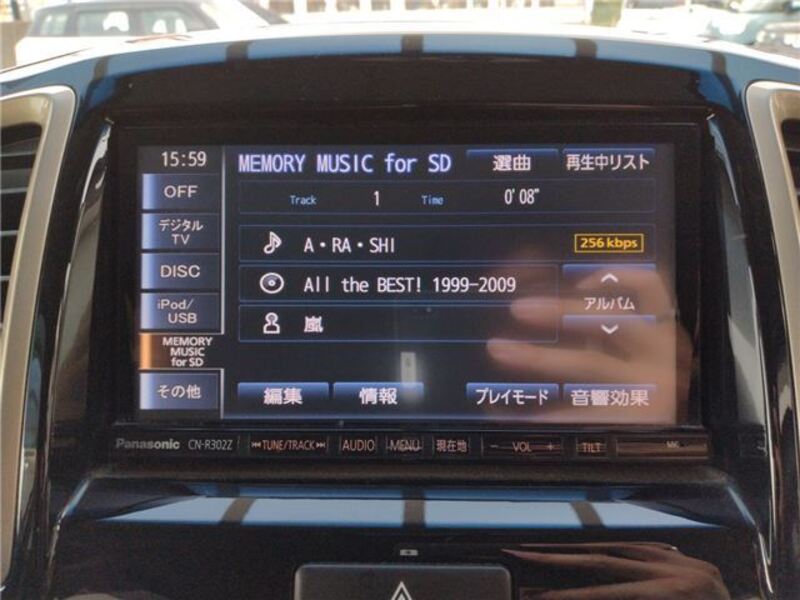 15:59
MEMORY MUSIC for SD
選曲
再生中リスト
OFF
Track 1 Time 0'08"
デジタル
TV
A・RA・SHI
256 kbps
DISC
All the BEST! 1999-2009
アルバム
iPod/
USB
嵐
MEMORY
MUSIC
for SD
その他
編集
情報
プレイモード
音響効果
Panasonic CN-R302Z TUNE/TRACK AUDIO MENU 現在地 − VOL + TILT MIC